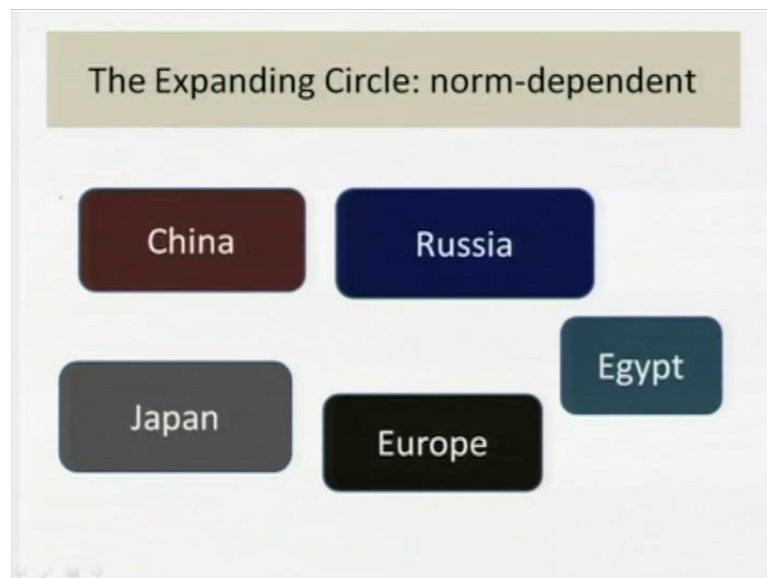 The Expanding Circle: norm-dependent
China
Russia
Egypt
Japan
Europe